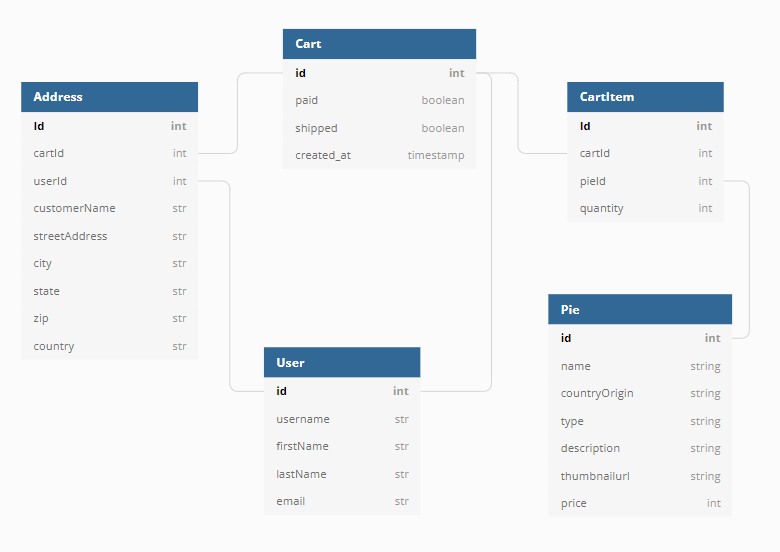 Cart
id int
paid boolean
shipped boolean
created_at timestamp
Address
Id int
cartId int
userId int
customerName str
streetAddress str
city str
state str
zip str
country str
CartItem
Id int
cartId int
pieId int
quantity int
Pie
id int
name string
countryOrigin string
type string
description string
thumbnailurl string
price int
User
id int
username str
firstName str
lastName str
email str